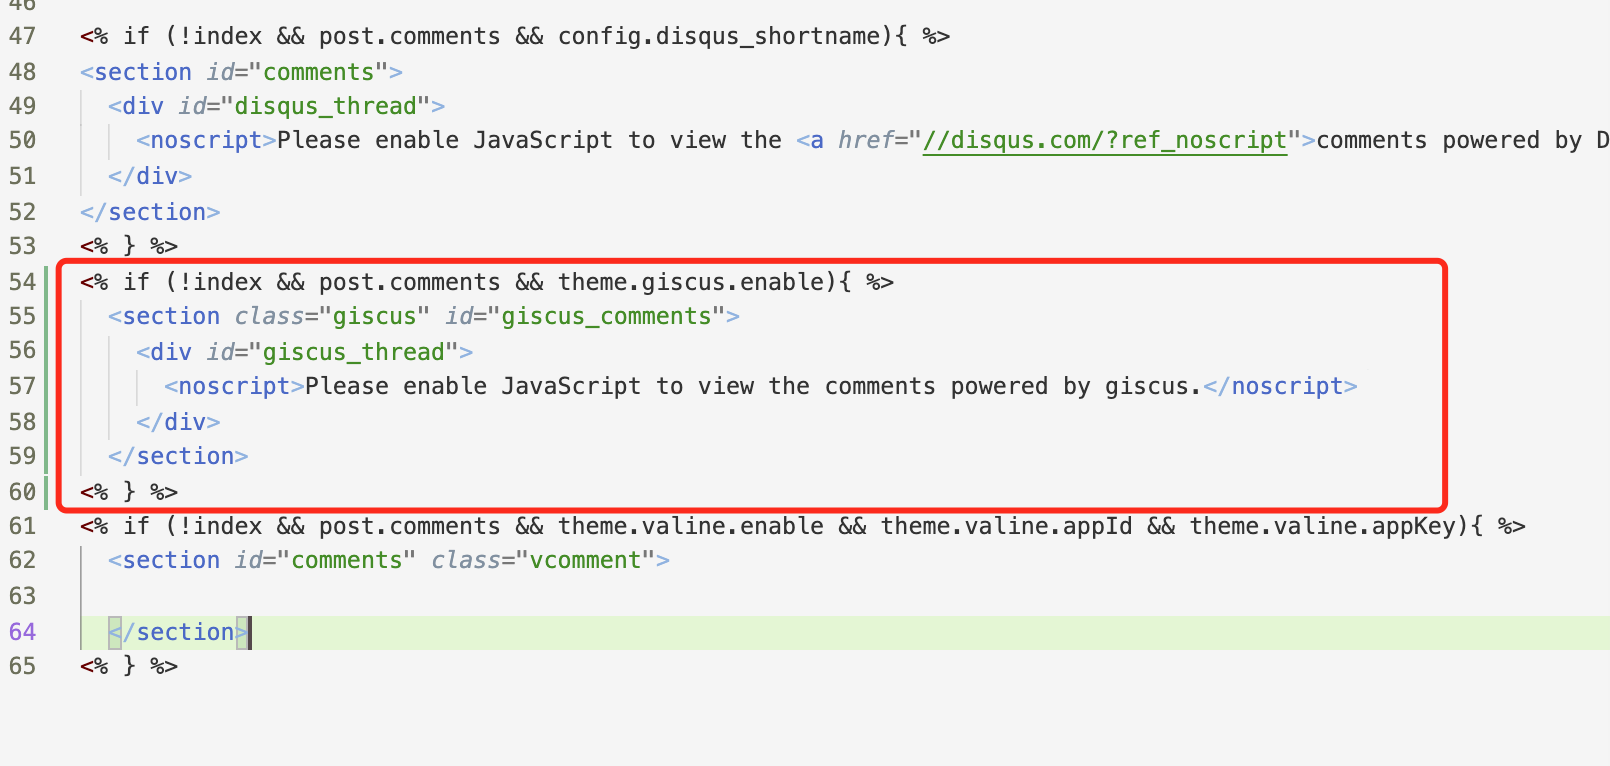 46
47 <% if (!index && post.comments && config.disqus_shortname){ %>
48 <section id="comments">
49 <div id="disqus_thread">
50 <noscript>Please enable JavaScript to view the <a href="//disqus.com/?ref_noscript">comments powered by D
51 </div>
52 </section>
53 <% } %>
54 <% if (!index && post.comments && theme.giscus.enable){ %>
55 <section class="giscus" id="giscus_comments">
56 <div id="giscus_thread">
57 <noscript>Please enable JavaScript to view the comments powered by giscus.</noscript>
58 </div>
59 </section>
60 <% } %>
61 <% if (!index && post.comments && theme.valine.enable && theme.valine.appId && theme.valine.appKey){ %>
62 <section id="comments" class="vcomment">
63
64 </section>
65 <% } %>